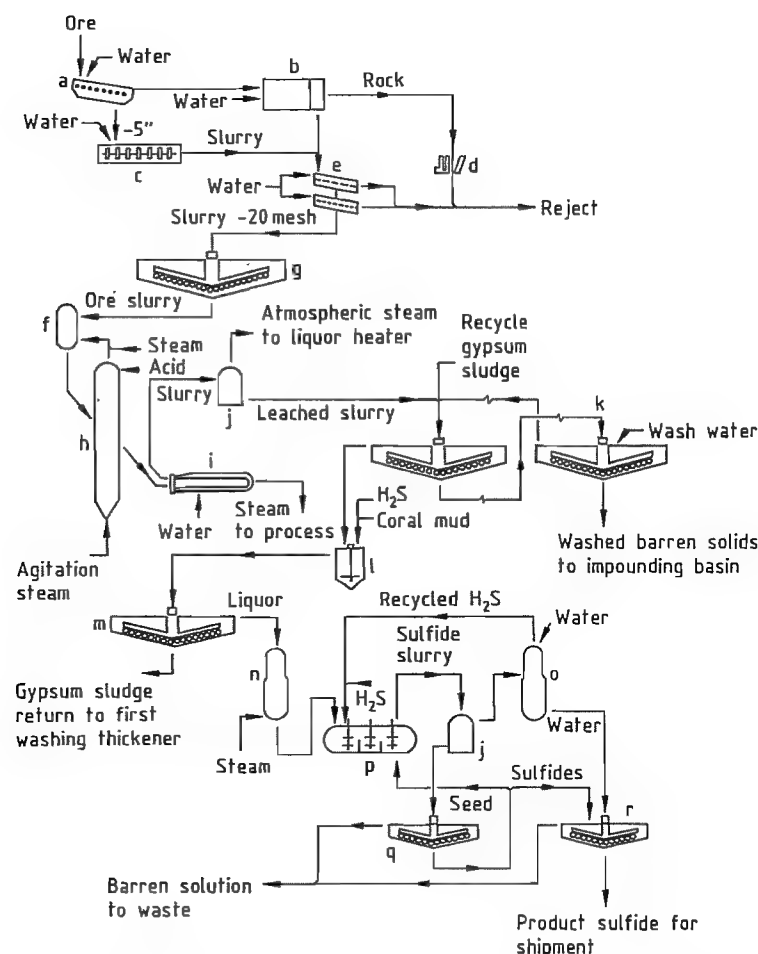 Ore
Water
a
b
Water
Rock
Water
-5"
Slurry
c
d
e
Water
Reject
Slurry -20 mesh
g
Ore slurry
f
Steam
Acid
Atmospheric steam
to liquor heater
Recycle
gypsum
sludge
Slurry
j
Leached slurry
k
Wash water
h
i
Water
Steam
to process
H₂S
Coral mud
Washed barren solids
to impounding basin
Agitation
steam
l
m
Liquor
Recycled H₂S
Water
Sulfide
slurry
n
o
Gypsum sludge
return to first
washing thickener
H₂S
Water
Steam
p
j
Sulfides
Seed
r
q
Barren solution
to waste
Product sulfide for
shipment